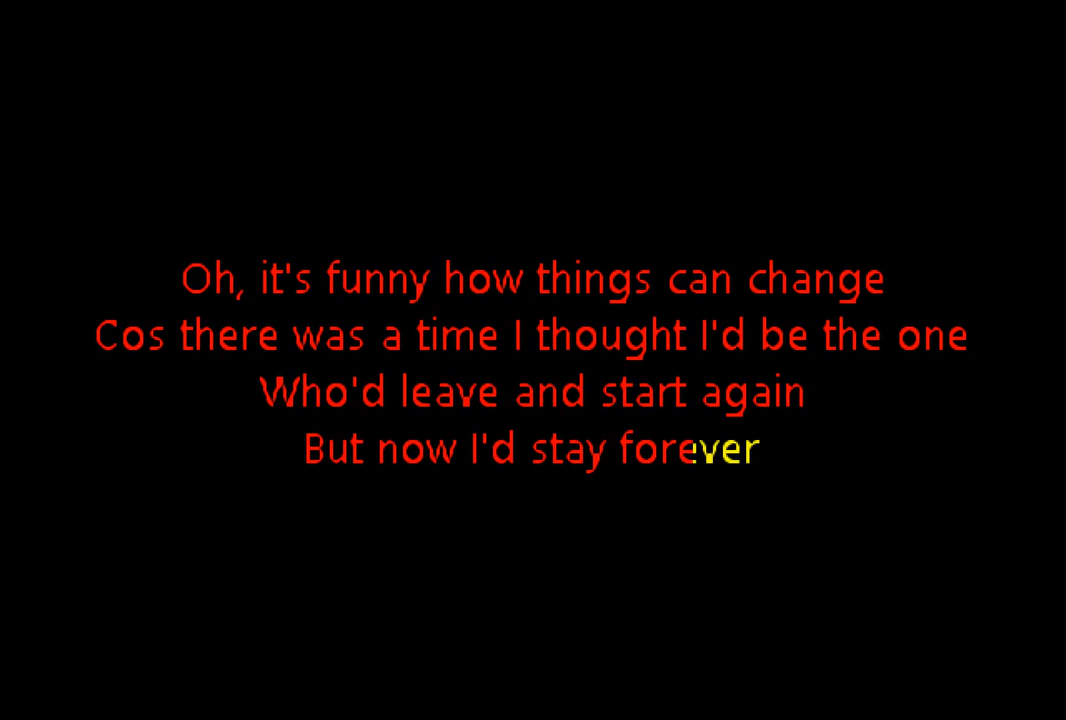 Oh, it's funny how things can change
Cos there was a time I thought I'd be the one
Who'd leave and start again
But now I'd stay forever